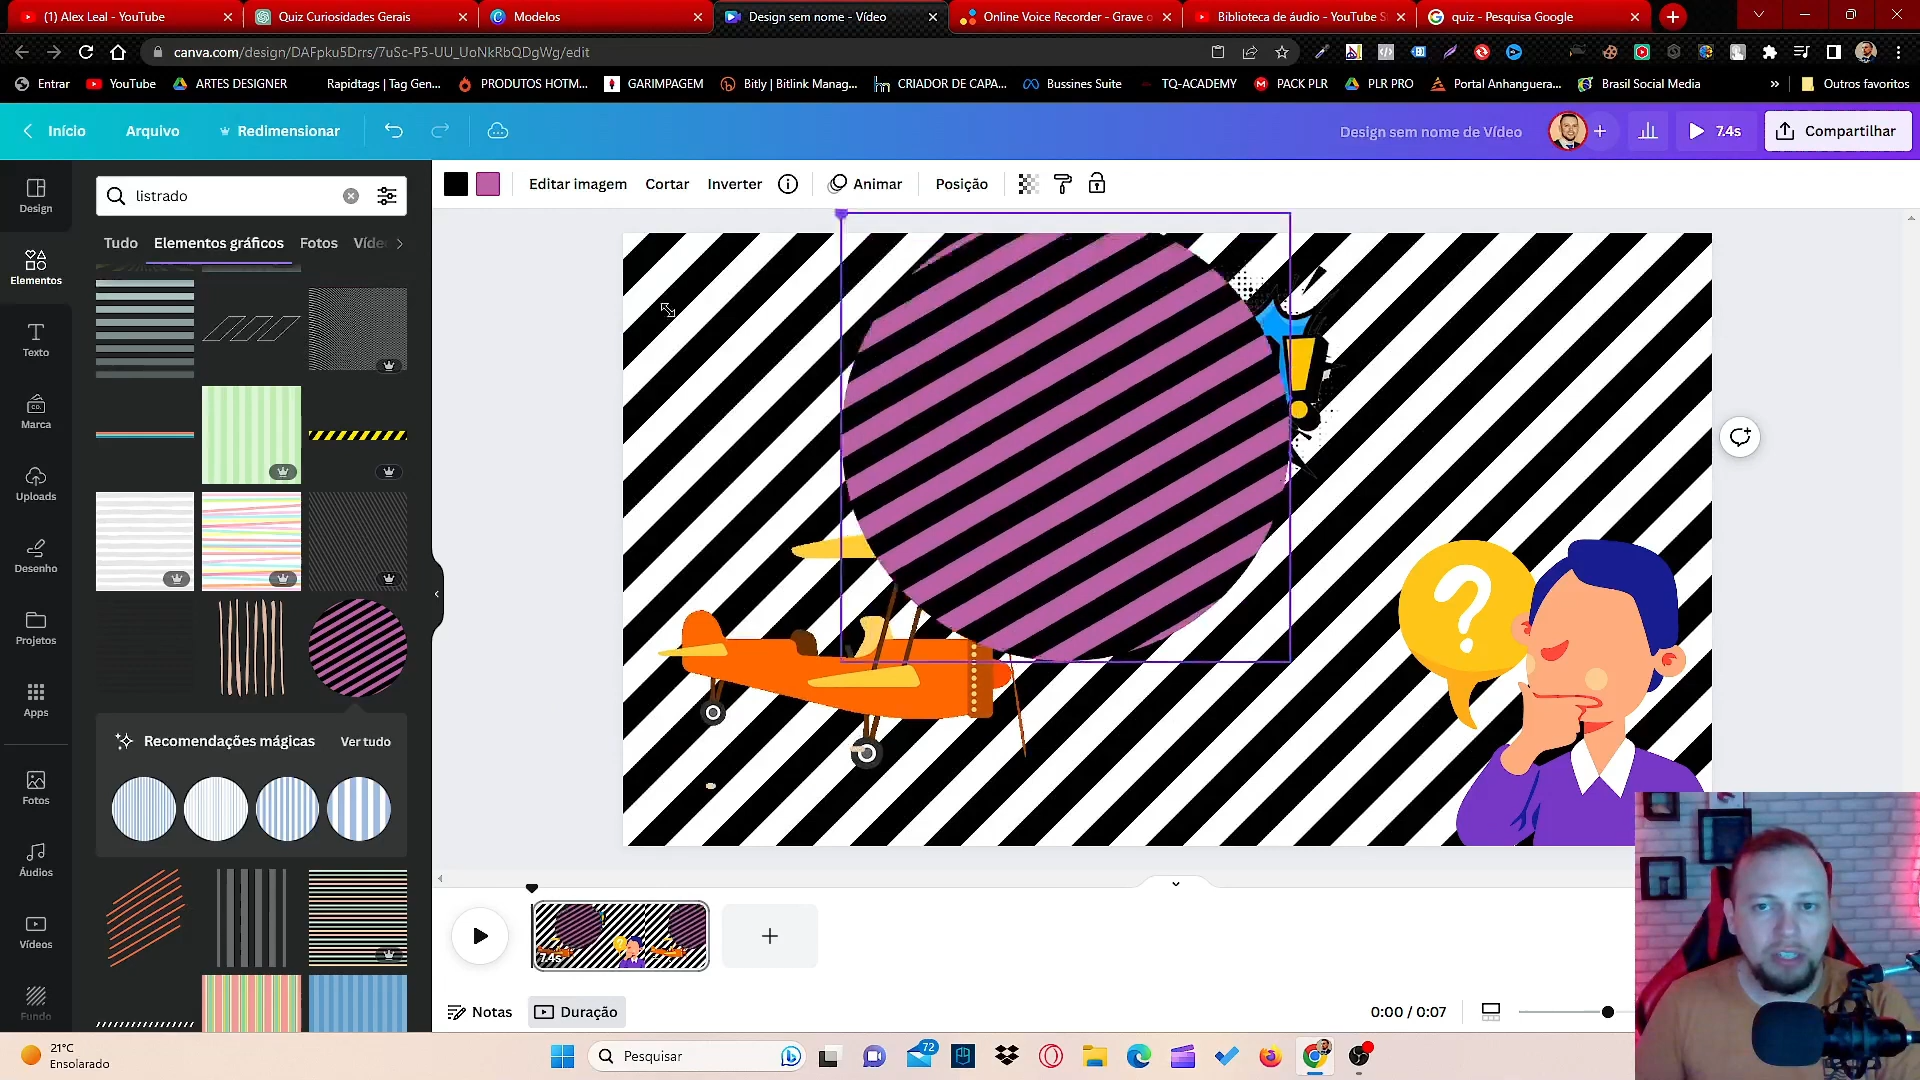 (1) Alex Leal - YouTube
Quiz Curiosidades Gerais
Modelos
Design sem nome - Vídeo
Online Voice Recorder - Grave o
Biblioteca de áudio - YouTube S
quiz - Pesquisa Google
canva.com/design/DAFpku5Drrs/7uSc-P5-UU_UoNkRbQDgWg/edit
Entrar
YouTube
ARTES DESIGNER
Rapidtags | Tag Gen...
PRODUTOS HOTM...
GARIMPAGEM
Bitly | Bitlink Manag...
CRIADOR DE CAPA...
Bussines Suite
TQ-ACADEMY
PACK PLR
PLR PRO
Portal Anhanguera...
Brasil Social Media
»
Outros favoritos
Início
Arquivo
Redimensionar
Design sem nome de Vídeo
7.4s
Compartilhar
Design
Elementos
Texto
Marca
Uploads
Desenho
Projetos
Apps
Fotos
Áudios
Vídeos
Fundo
listrado
Tudo
Elementos gráficos
Fotos
Víde
Recomendações mágicas
Ver tudo
Editar imagem
Cortar
Inverter
Animar
Posição
!
?
7.4s
Notas
Duração
0:00 / 0:07
21°C
Ensolarado
Pesquisar
72